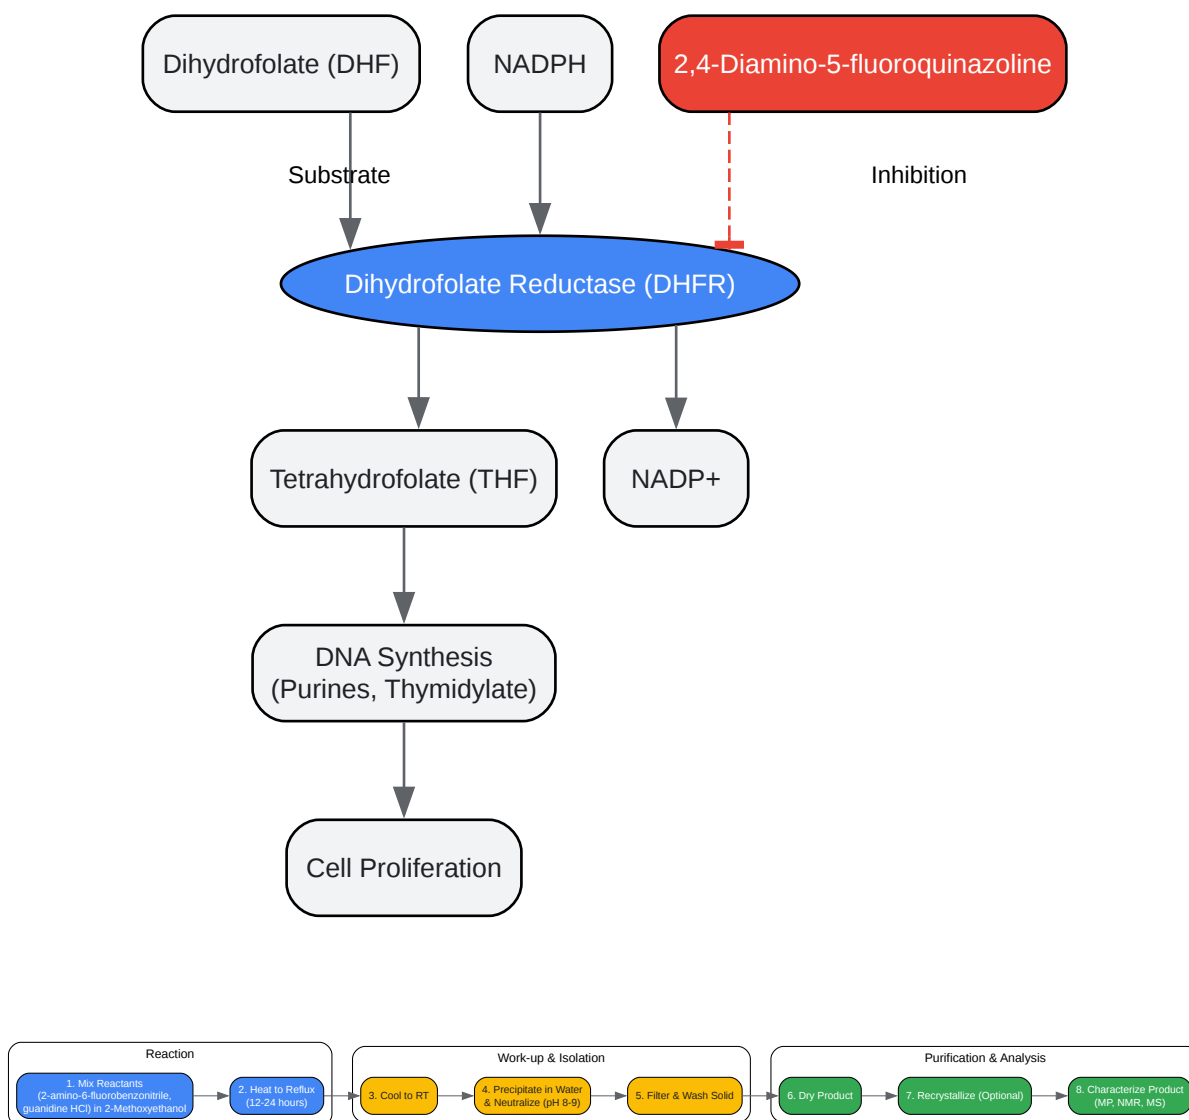 Dihydrofolate (DHF)
NADPH
2,4-Diamino-5-fluoroquinazoline
Substrate
Inhibition
Dihydrofolate Reductase (DHFR)
Tetrahydrofolate (THF)
NADP+
DNA Synthesis
(Purines, Thymidylate)
Cell Proliferation
Reaction
1. Mix Reactants
(2-amino-6-fluorobenzonitrile,
guanidine HCl) in 2-Methoxyethanol
2. Heat to Reflux
(12-24 hours)
Work-up & Isolation
3. Cool to RT
4. Precipitate in Water
& Neutralize (pH 8-9)
5. Filter & Wash Solid
Purification & Analysis
6. Dry Product
7. Recrystallize (Optional)
8. Characterize Product
(MP, NMR, MS)